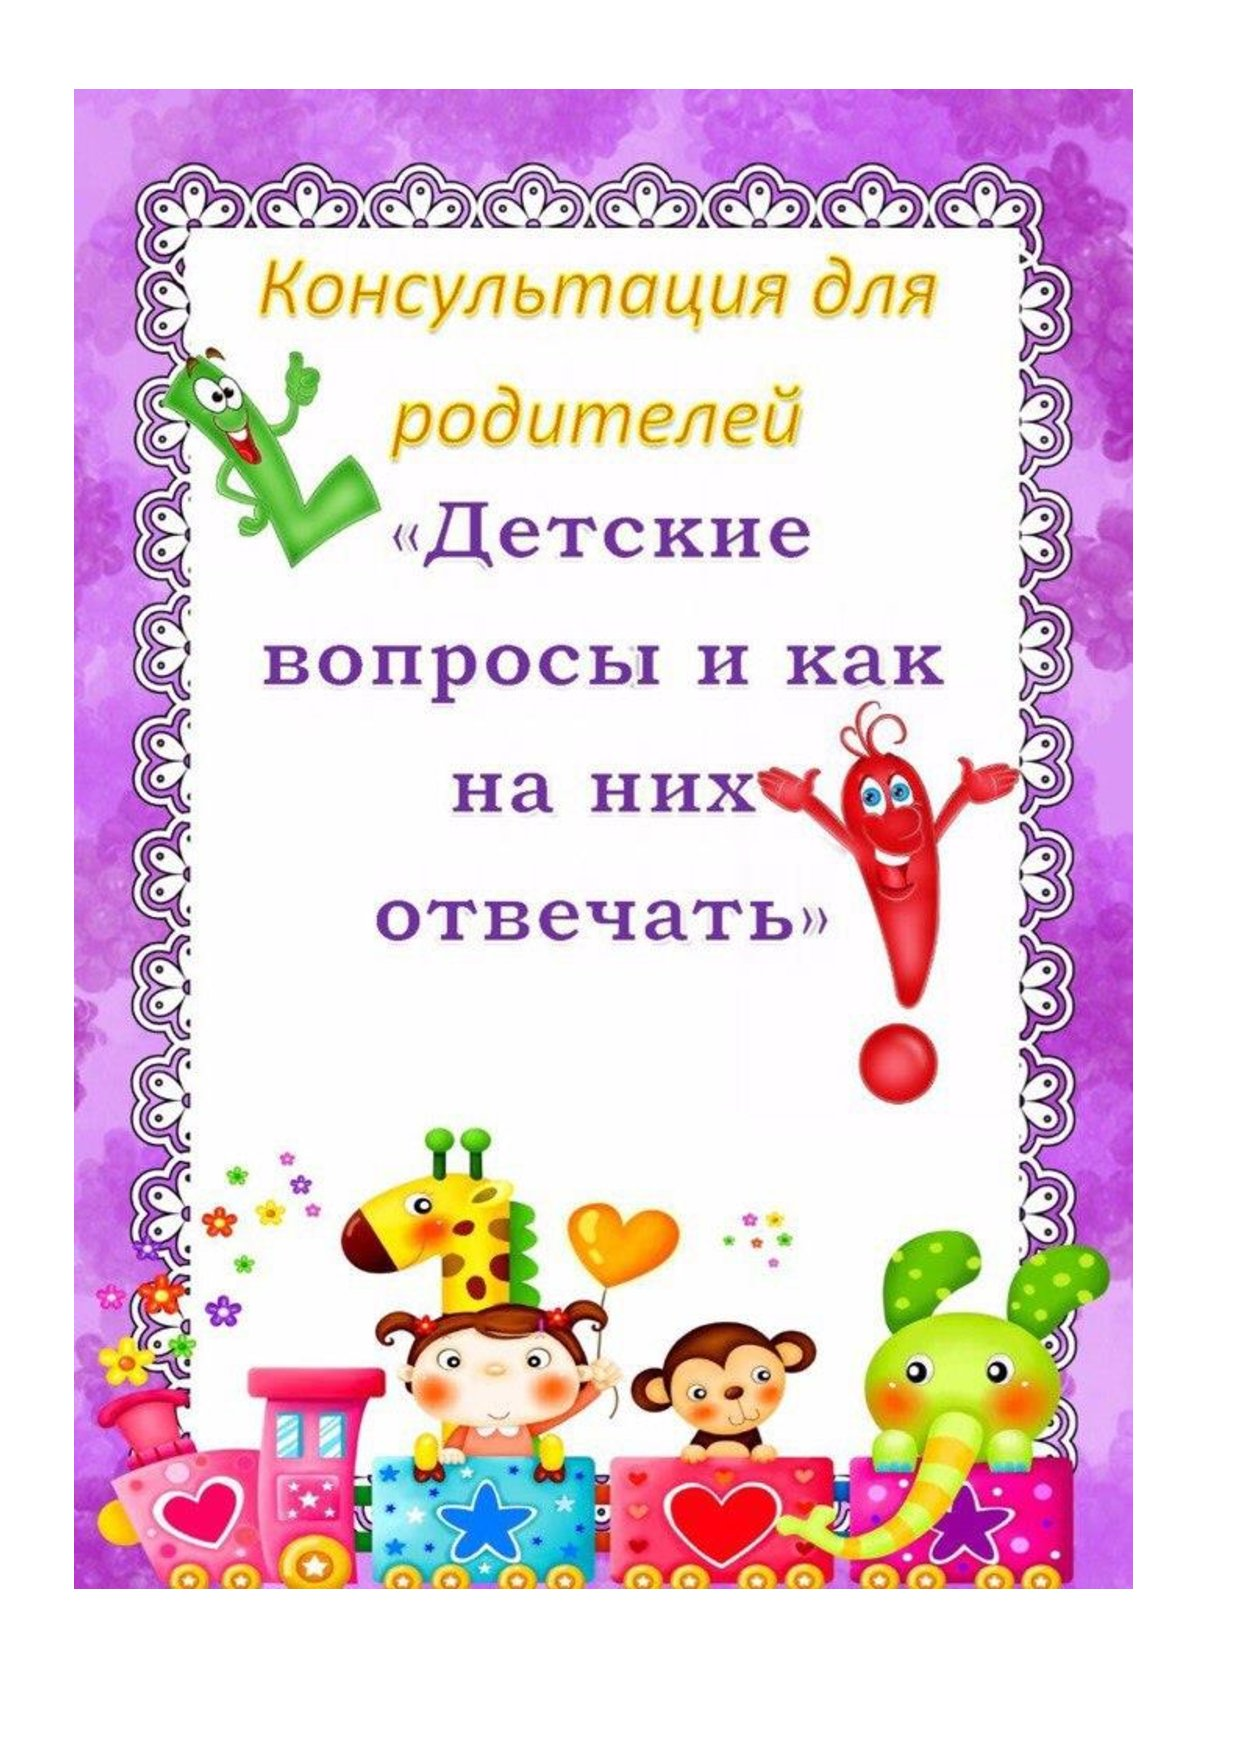 Консультация для
родителей
«Детские
вопросы и как
на них
отвечать»